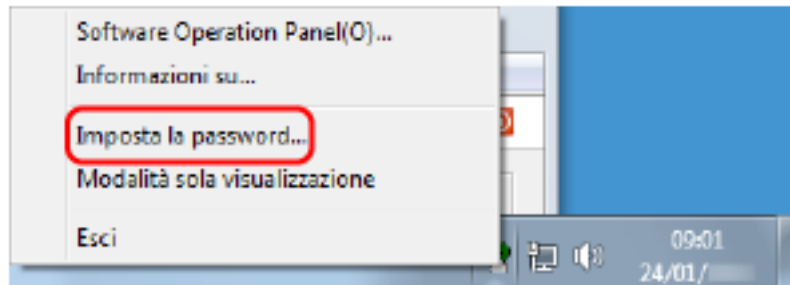 Software Operation Panel(O)...
Informazioni su...
Imposta la password...
Modalità sola visualizzazione
Esci
09:01
24/01/